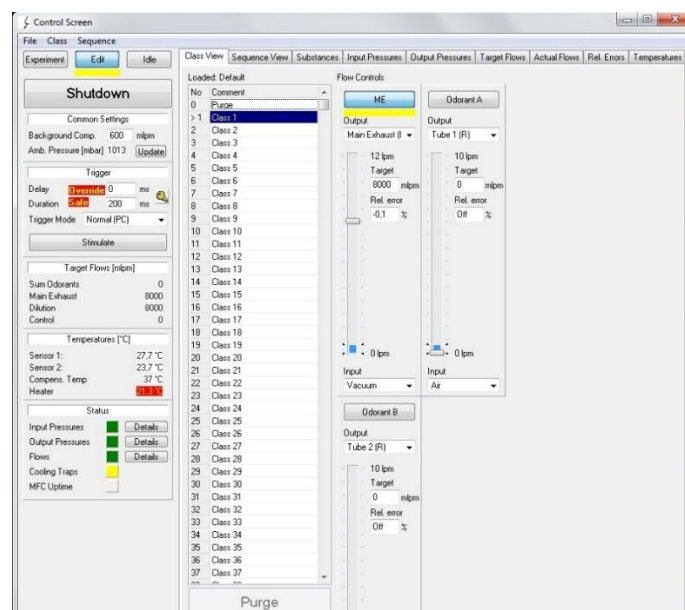 Control Screen
File Class Sequence
Experiment Edit Idle
Shutdown
Common Settings
Background Comp. 600 mlpm
Amb. Pressure [mbar] 1013 Update
Trigger
Delay Override 0 ms
Duration Safe 200 ms
Trigger Mode Normal (PC)
Stimulate
Target Flows [mlpm]
Sum Odorants 0
Main Exhaust 8000
Dilution 8000
Control 0
Temperatures [°C]
Sensor 1: 27,7 °C
Sensor 2: 23,7 °C
Compens. Temp 37 °C
Heater 21,3 °C
Status
Input Pressures Details
Output Pressures Details
Flows Details
Cooling Traps
MFC Uptime
Class View Sequence View Substances Input Pressures Output Pressures Target Flows Actual Flows Rel. Errors Temperatures
Loaded: Default
No Comment
0 Purge
> 1 Class 1
2 Class 2
3 Class 3
4 Class 4
5 Class 5
6 Class 6
7 Class 7
8 Class 8
9 Class 9
10 Class 10
11 Class 11
12 Class 12
13 Class 13
14 Class 14
15 Class 15
16 Class 16
17 Class 17
18 Class 18
19 Class 19
20 Class 20
21 Class 21
22 Class 22
23 Class 23
24 Class 24
25 Class 25
26 Class 26
27 Class 27
28 Class 28
29 Class 29
30 Class 30
31 Class 31
32 Class 32
33 Class 33
34 Class 34
35 Class 35
36 Class 36
37 Class 37
Purge
Flow Controls
ME
Output
Main Exhaust (I
12 lpm
Target
8000 mlpm
Rel. error
-0,1 %
0 lpm
Input
Vacuum
Odorant A
Output
Tube 1 (R)
10 lpm
Target
0 mlpm
Rel. error
Off %
0 lpm
Input
Air
Odorant B
Output
Tube 2 (R)
10 lpm
Target
0 mlpm
Rel. error
Off %